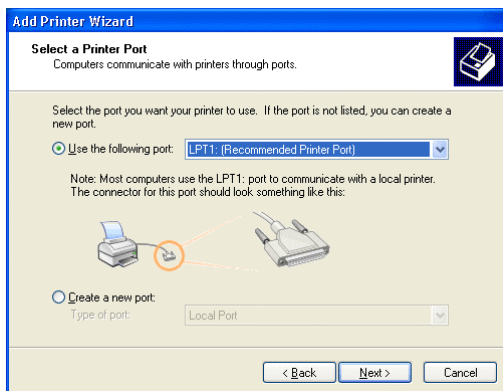 Add Printer Wizard
Select a Printer Port
Computers communicate with printers through ports.
Select the port you want your printer to use. If the port is not listed, you can create a
new port.
Use the following port: LPT1: (Recommended Printer Port)
Note: Most computers use the LPT1: port to communicate with a local printer.
The connector for this port should look something like this:
Create a new port:
Type of port: Local Port
< Back Next > Cancel